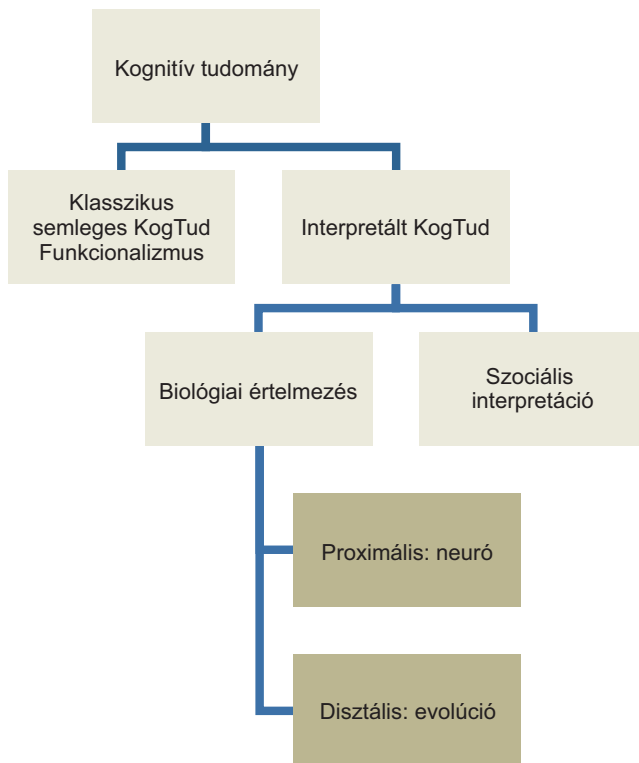 Kognitív tudomány
Klasszikus
semleges KogTud
Funkcionalizmus
Interpretált KogTud
Biológiai értelmezés
Szociális
interpretáció
Proximális: neuró
Disztális: evolúció